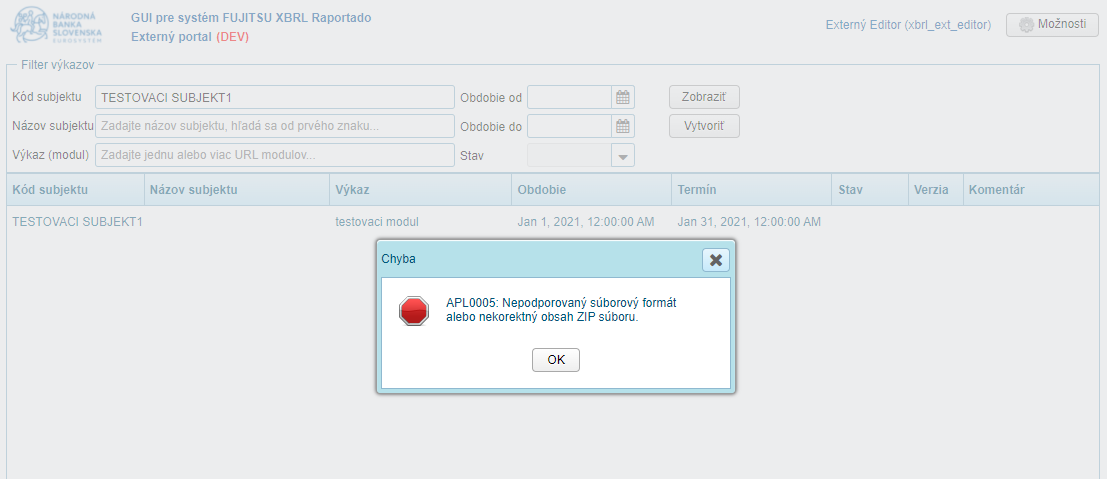 NÁRODNÁ
BANKA
SLOVENSKA
EUROSYSTÉM
GUI pre systém FUJITSU XBRL Raportado
Externý portal (DEV)
Externý Editor (xbrl_ext_editor)
Možnosti
Filter výkazov
Kód subjektu TESTOVACI SUBJEKT1 Obdobie od Zobraziť
Názov subjektu Zadajte názov subjektu, hľadá sa od prvého znaku... Obdobie do Vytvoriť
Výkaz (modul) Zadajte jednu alebo viac URL modulov... Stav
Kód subjektu Názov subjektu Výkaz Obdobie Termín Stav Verzia Komentár
TESTOVACI SUBJEKT1 testovaci modul Jan 1, 2021, 12:00:00 AM Jan 31, 2021, 12:00:00 AM
Chyba
APL0005: Nepodporovaný súborový formát
alebo nekorektný obsah ZIP súboru.
OK